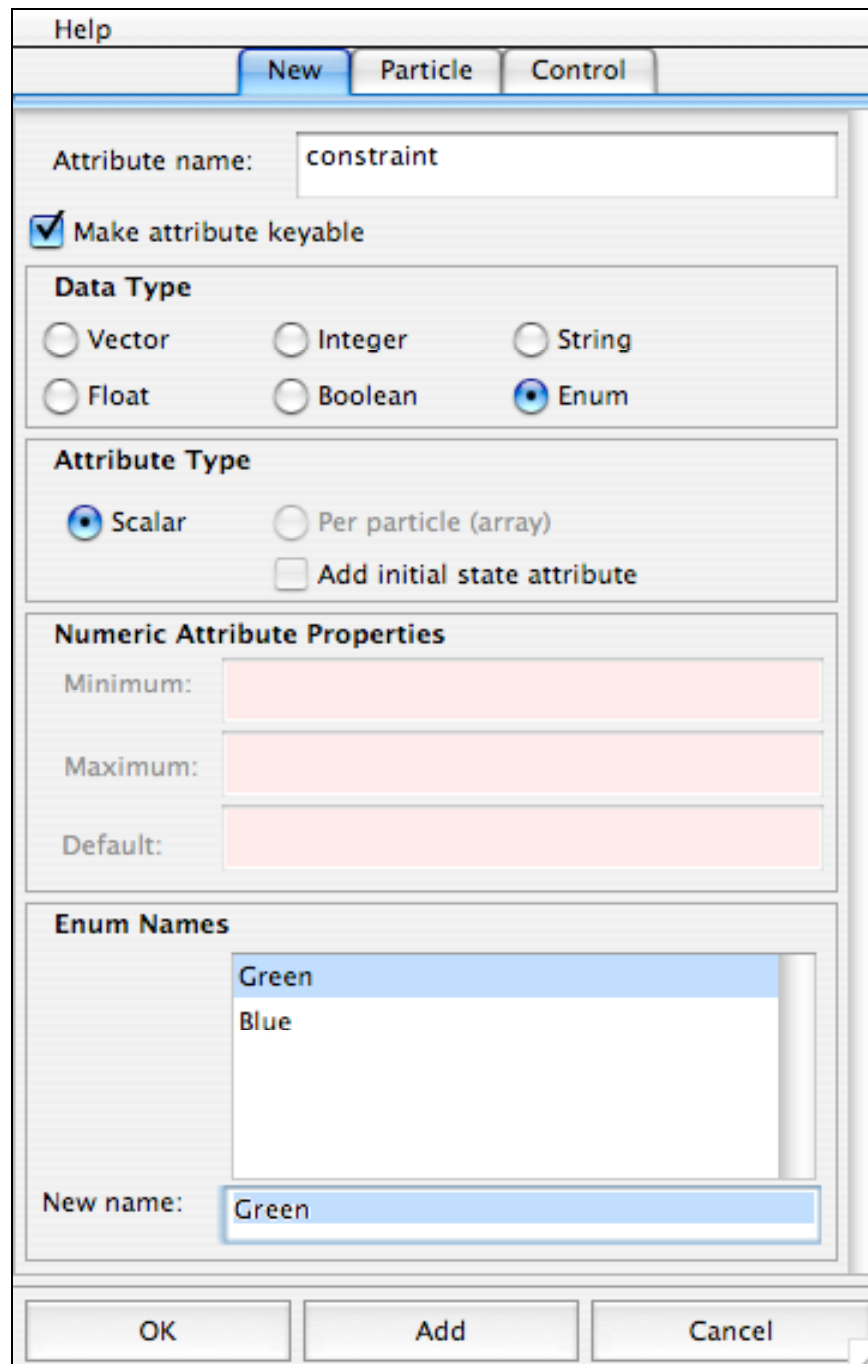 Help
New Particle Control
Attribute name: constraint
Make attribute keyable
Data Type
Vector Integer String
Float Boolean Enum
Attribute Type
Scalar Per particle (array)
Add initial state attribute
Numeric Attribute Properties
Minimum:
Maximum:
Default:
Enum Names
Green
Blue
New name: Green
OK Add Cancel